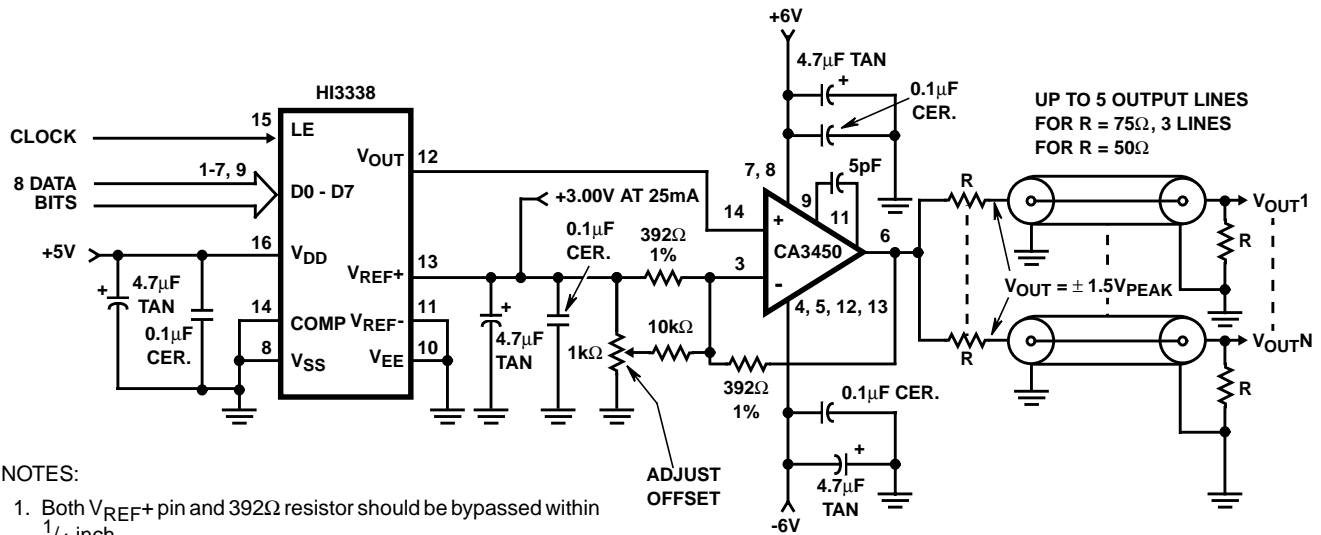 +6V
4.7μF TAN
+
0.1μF
CER.
HI3338
CLOCK
15
LE
VOUT
12
8 DATA
BITS
1-7, 9
D0 - D7
+5V
16
VDD
+
4.7μF
TAN
0.1μF
CER.
14
COMP
8
VSS
VREF+
13
VREF-
11
VEE
10
+3.00V AT 25mA
+
4.7μF
TAN
0.1μF
CER.
392Ω
1%
1kΩ
10kΩ
392Ω
1%
ADJUST
OFFSET
7, 8
5pF
9
11
14
+
CA3450
6
3
-
4, 5, 12, 13
0.1μF CER.
+
4.7μF
TAN
-6V
UP TO 5 OUTPUT LINES
FOR R = 75Ω, 3 LINES
FOR R = 50Ω
R
VOUT1
R
VOUT = ± 1.5VPEAK
R
VOUTN
R
NOTES:
1. Both VREF+ pin and 392Ω resistor should be bypassed within
inch